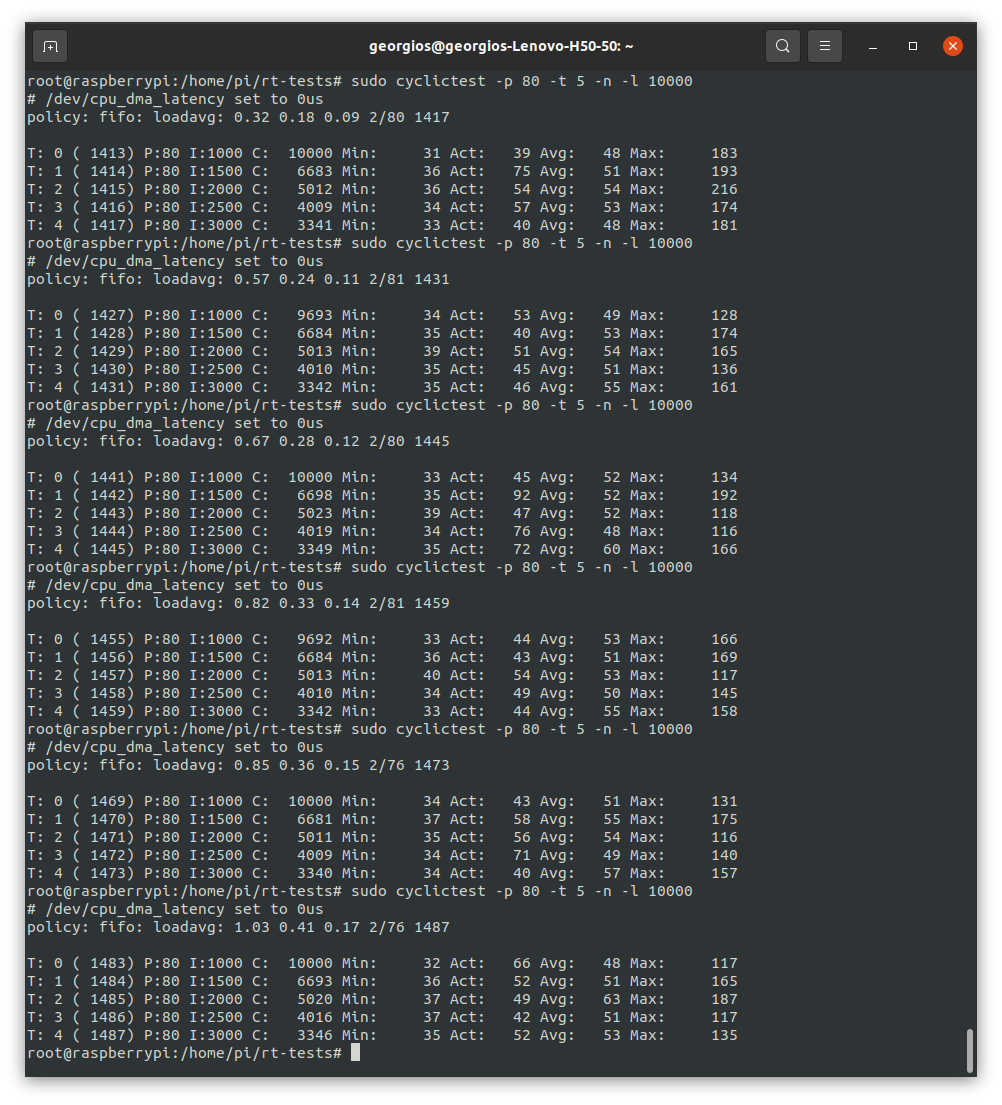 georgios@georgios-Lenovo-H50-50: ~
root@raspberrypi:/home/pi/rt-tests# sudo cyclictest -p 80 -t 5 -n -l 10000
# /dev/cpu_dma_latency set to 0us
policy: fifo: loadavg: 0.32 0.18 0.09 2/80 1417
T: 0 ( 1413) P:80 I:1000 C:  10000 Min:     31 Act:   39 Avg:   48 Max:     183
T: 1 ( 1414) P:80 I:1500 C:   6683 Min:     36 Act:   75 Avg:   51 Max:     193
T: 2 ( 1415) P:80 I:2000 C:   5012 Min:     36 Act:   54 Avg:   54 Max:     216
T: 3 ( 1416) P:80 I:2500 C:   4009 Min:     34 Act:   57 Avg:   53 Max:     174
T: 4 ( 1417) P:80 I:3000 C:   3341 Min:     33 Act:   40 Avg:   48 Max:     181
root@raspberrypi:/home/pi/rt-tests# sudo cyclictest -p 80 -t 5 -n -l 10000
# /dev/cpu_dma_latency set to 0us
policy: fifo: loadavg: 0.57 0.24 0.11 2/81 1431
T: 0 ( 1427) P:80 I:1000 C:   9693 Min:     34 Act:   53 Avg:   49 Max:     128
T: 1 ( 1428) P:80 I:1500 C:   6684 Min:     35 Act:   40 Avg:   53 Max:     174
T: 2 ( 1429) P:80 I:2000 C:   5013 Min:     39 Act:   51 Avg:   54 Max:     165
T: 3 ( 1430) P:80 I:2500 C:   4010 Min:     35 Act:   45 Avg:   51 Max:     136
T: 4 ( 1431) P:80 I:3000 C:   3342 Min:     35 Act:   46 Avg:   55 Max:     161
root@raspberrypi:/home/pi/rt-tests# sudo cyclictest -p 80 -t 5 -n -l 10000
# /dev/cpu_dma_latency set to 0us
policy: fifo: loadavg: 0.67 0.28 0.12 2/80 1445
T: 0 ( 1441) P:80 I:1000 C:  10000 Min:     33 Act:   45 Avg:   52 Max:     134
T: 1 ( 1442) P:80 I:1500 C:   6698 Min:     35 Act:   92 Avg:   52 Max:     192
T: 2 ( 1443) P:80 I:2000 C:   5023 Min:     39 Act:   47 Avg:   52 Max:     118
T: 3 ( 1444) P:80 I:2500 C:   4019 Min:     34 Act:   76 Avg:   48 Max:     116
T: 4 ( 1445) P:80 I:3000 C:   3349 Min:     35 Act:   72 Avg:   60 Max:     166
root@raspberrypi:/home/pi/rt-tests# sudo cyclictest -p 80 -t 5 -n -l 10000
# /dev/cpu_dma_latency set to 0us
policy: fifo: loadavg: 0.82 0.33 0.14 2/81 1459
T: 0 ( 1455) P:80 I:1000 C:   9692 Min:     33 Act:   44 Avg:   53 Max:     166
T: 1 ( 1456) P:80 I:1500 C:   6684 Min:     36 Act:   43 Avg:   51 Max:     169
T: 2 ( 1457) P:80 I:2000 C:   5013 Min:     40 Act:   54 Avg:   53 Max:     117
T: 3 ( 1458) P:80 I:2500 C:   4010 Min:     34 Act:   49 Avg:   50 Max:     145
T: 4 ( 1459) P:80 I:3000 C:   3342 Min:     33 Act:   44 Avg:   55 Max:     158
root@raspberrypi:/home/pi/rt-tests# sudo cyclictest -p 80 -t 5 -n -l 10000
# /dev/cpu_dma_latency set to 0us
policy: fifo: loadavg: 0.85 0.36 0.15 2/76 1473
T: 0 ( 1469) P:80 I:1000 C:  10000 Min:     34 Act:   43 Avg:   51 Max:     131
T: 1 ( 1470) P:80 I:1500 C:   6681 Min:     37 Act:   58 Avg:   55 Max:     175
T: 2 ( 1471) P:80 I:2000 C:   5011 Min:     35 Act:   56 Avg:   54 Max:     116
T: 3 ( 1472) P:80 I:2500 C:   4009 Min:     34 Act:   71 Avg:   49 Max:     140
T: 4 ( 1473) P:80 I:3000 C:   3340 Min:     34 Act:   40 Avg:   57 Max:     157
root@raspberrypi:/home/pi/rt-tests# sudo cyclictest -p 80 -t 5 -n -l 10000
# /dev/cpu_dma_latency set to 0us
policy: fifo: loadavg: 1.03 0.41 0.17 2/76 1487
T: 0 ( 1483) P:80 I:1000 C:  10000 Min:     32 Act:   66 Avg:   48 Max:     117
T: 1 ( 1484) P:80 I:1500 C:   6693 Min:     36 Act:   52 Avg:   51 Max:     165
T: 2 ( 1485) P:80 I:2000 C:   5020 Min:     37 Act:   49 Avg:   63 Max:     187
T: 3 ( 1486) P:80 I:2500 C:   4016 Min:     37 Act:   42 Avg:   51 Max:     117
T: 4 ( 1487) P:80 I:3000 C:   3346 Min:     35 Act:   52 Avg:   53 Max:     135
root@raspberrypi:/home/pi/rt-tests#